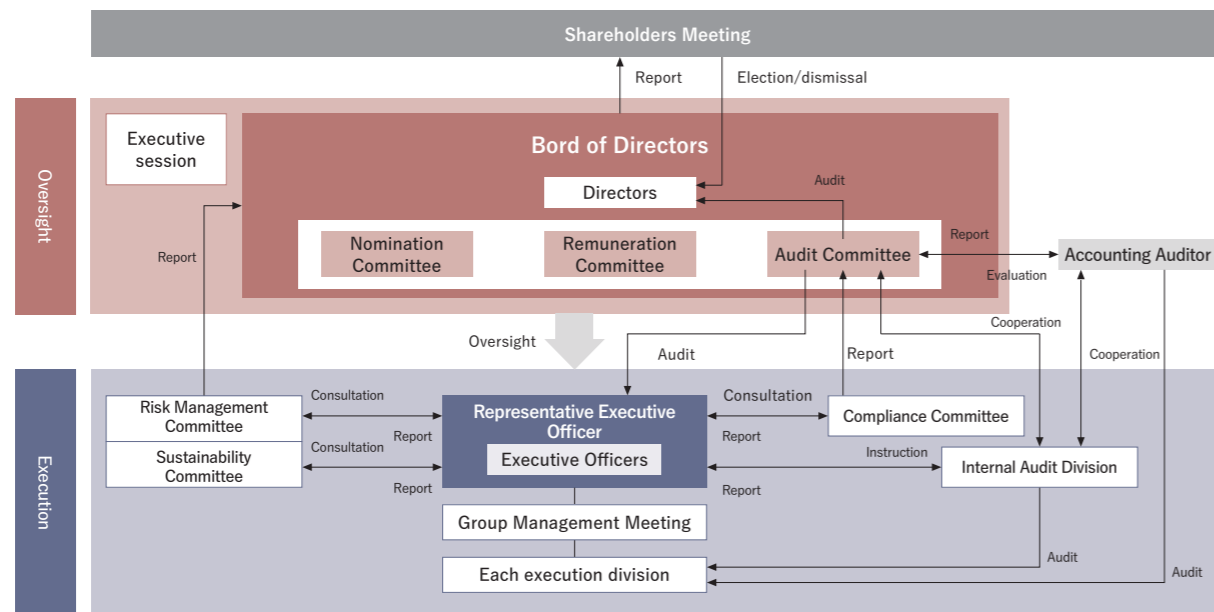 Shareholders Meeting
Report
Election/dismissal
Oversight
Executive
session
Bord of Directors
Directors
Audit
Nomination
Committee
Remuneration
Committee
Audit Committee
Report
Evaluation
Accounting Auditor
Report
Oversight
Audit
Report
Cooperation
Cooperation
Execution
Risk Management
Committee
Sustainability
Committee
Consultation
Report
Consultation
Report
Representative Executive
Officer
Executive Officers
Consultation
Report
Compliance Committee
Instruction
Report
Internal Audit Division
Group Management Meeting
Each execution division
Audit
Audit